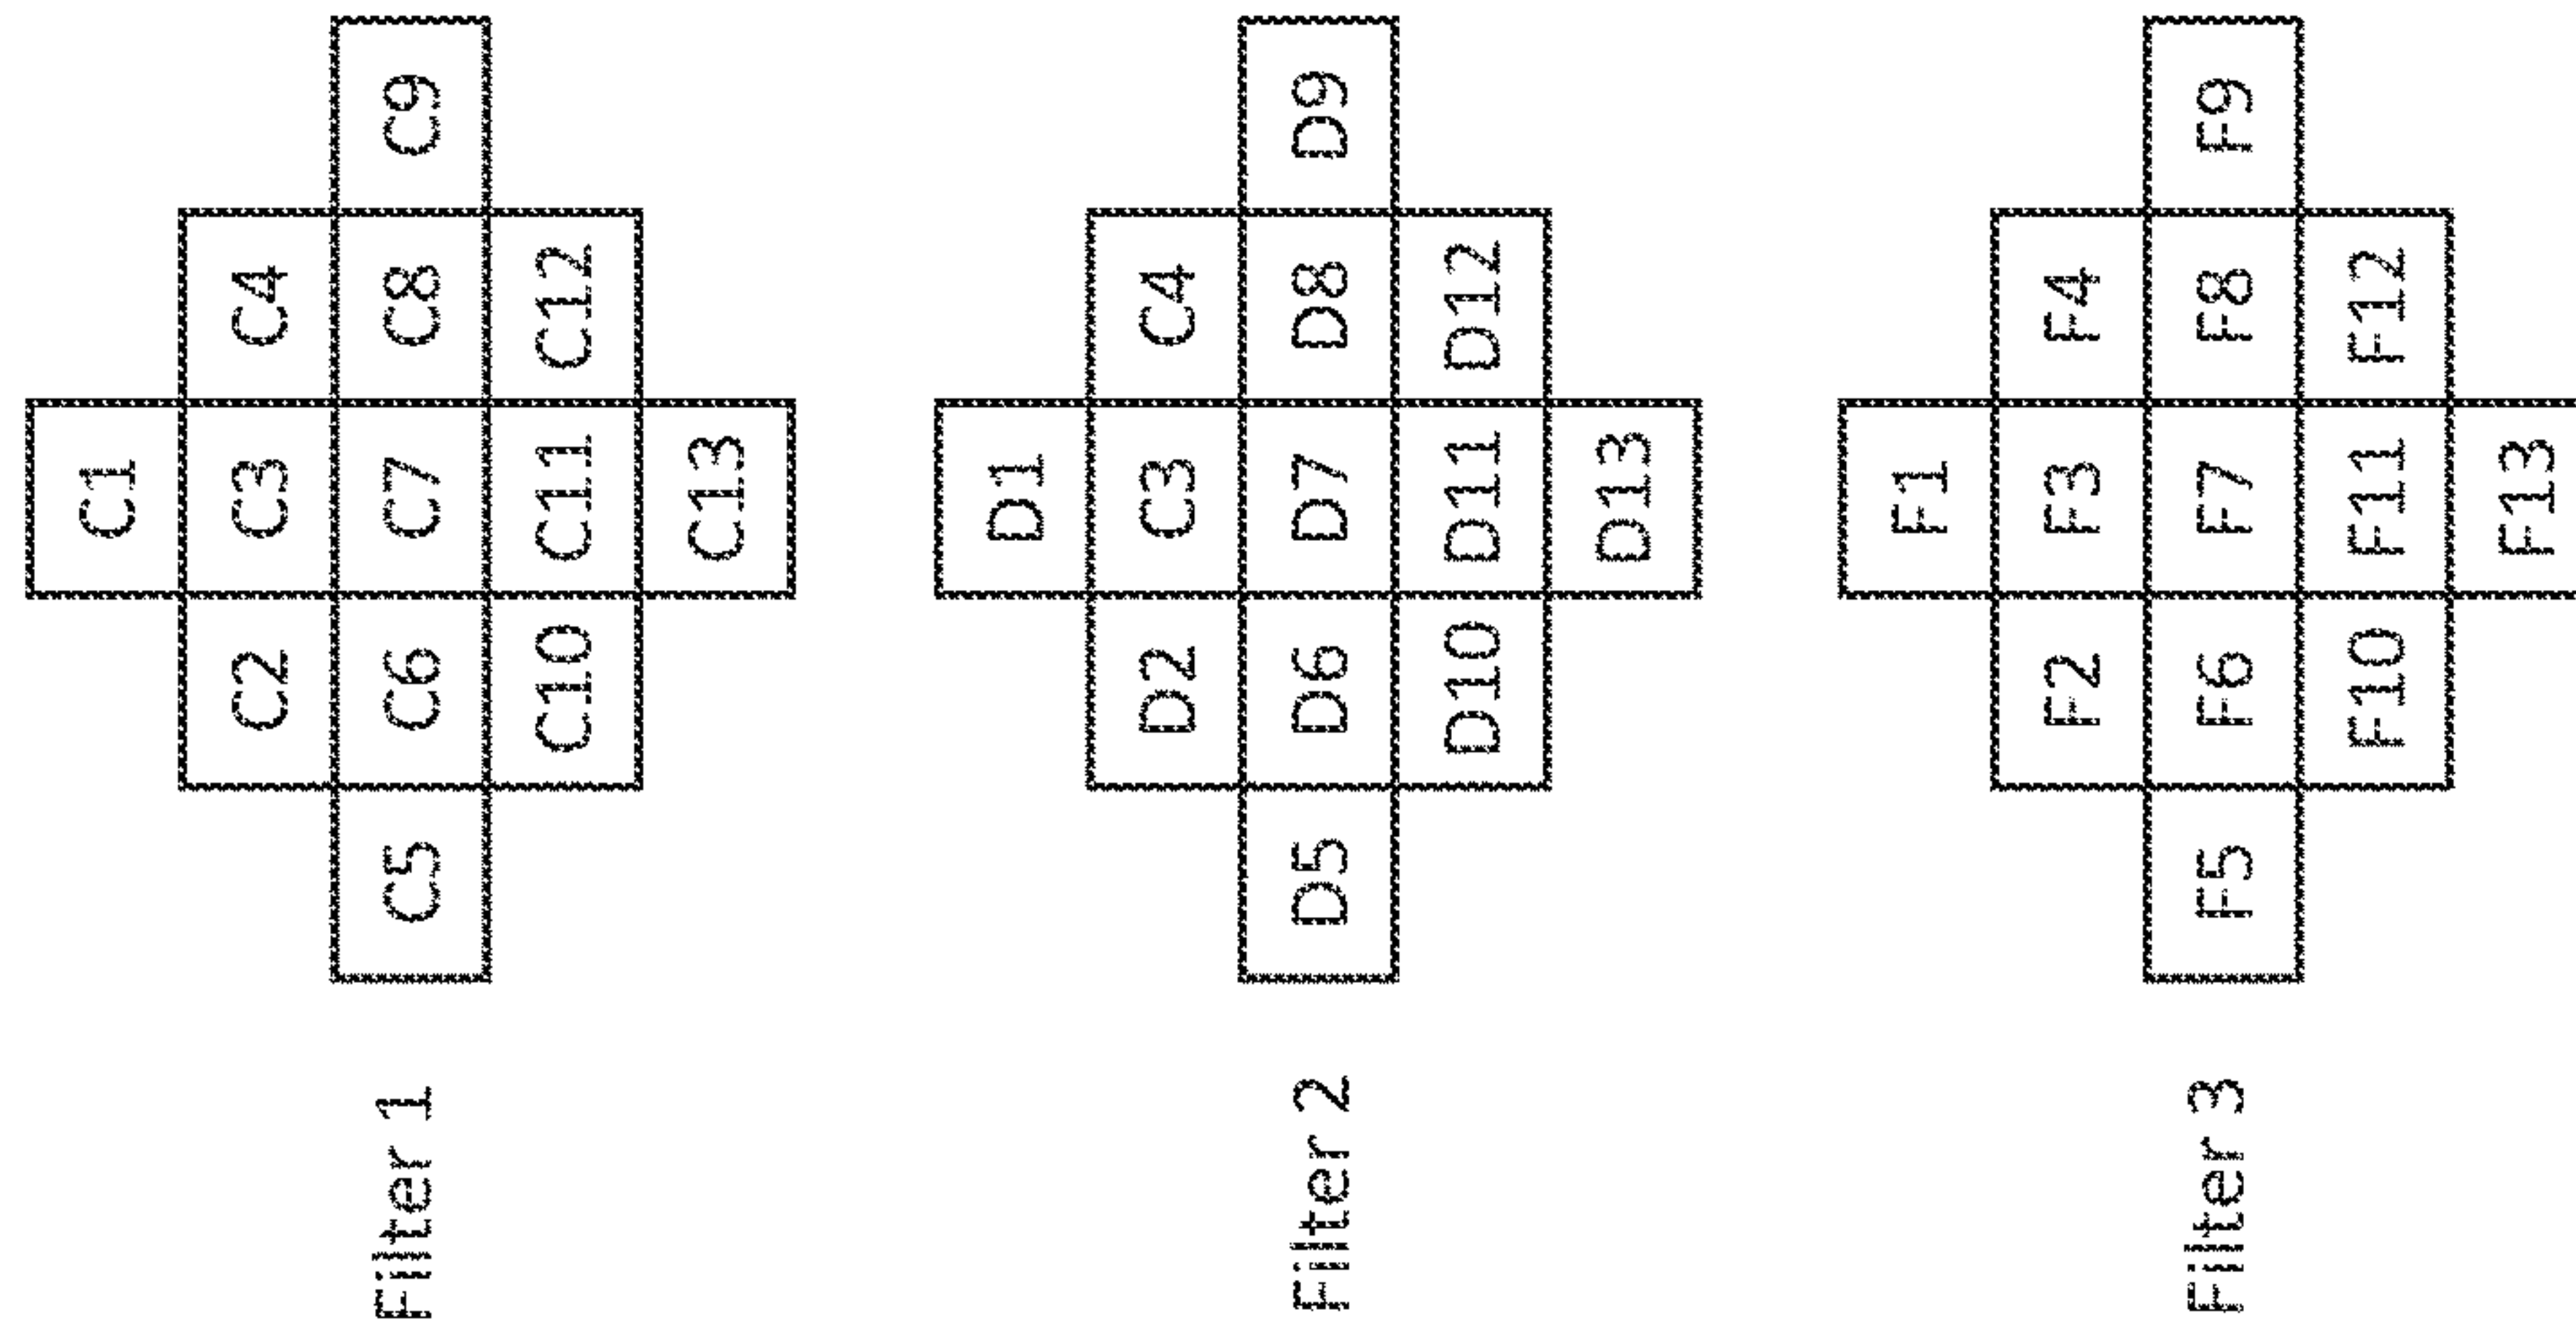 C1
C2 C3 C4
Filter 1 C5 C6 C7 C8 C9
C10 C11 C12
C13
D1
D2 C3 C4
Filter 2 D5 D6 D7 D8 D9
D10 D11 D12
D13
F1
F2 F3 F4
Filter 3 F5 F6 F7 F8 F9
F10 F11 F12
F13